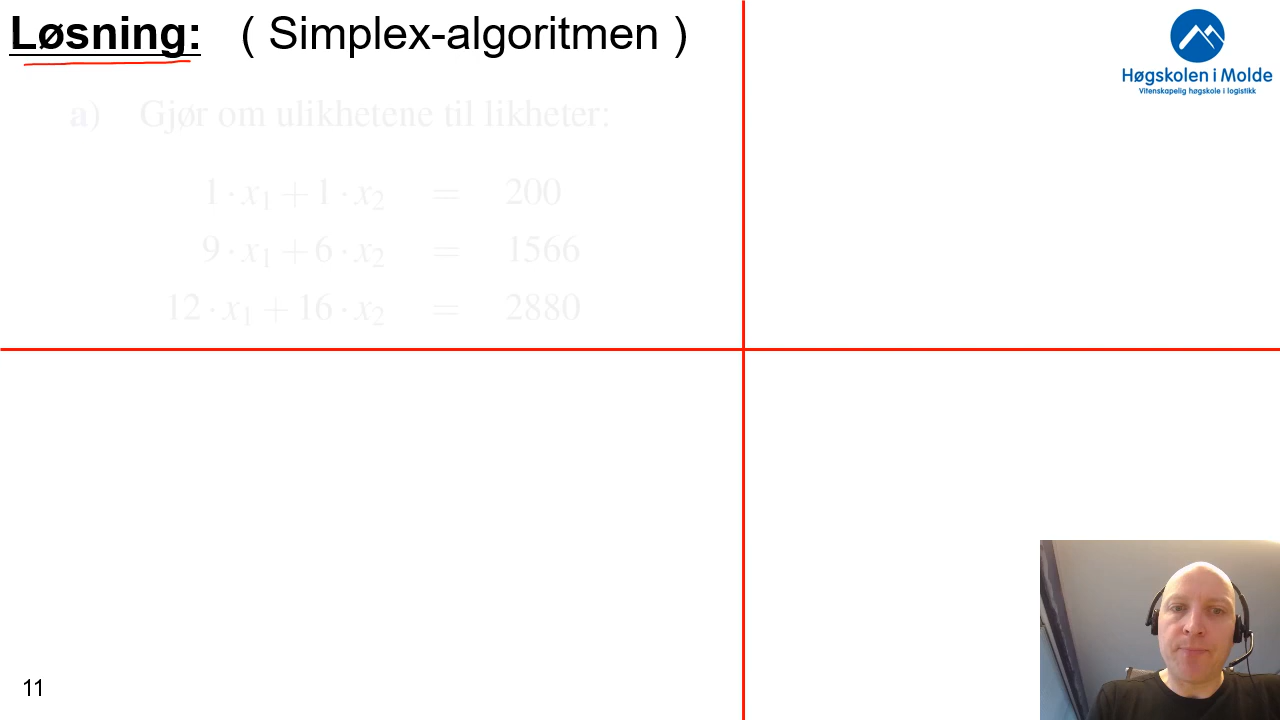 Løsning: ( Simplex-algoritmen )
Høgskolen i Molde
Vitenskapelig høgskole i logistikk
a) Gjør om ulikhetene til likheter:
1 · x₁ + 1 · x₂ = 200
9 · x₁ + 6 · x₂ = 1566
12 · x₁ + 16 · x₂ = 2880
11